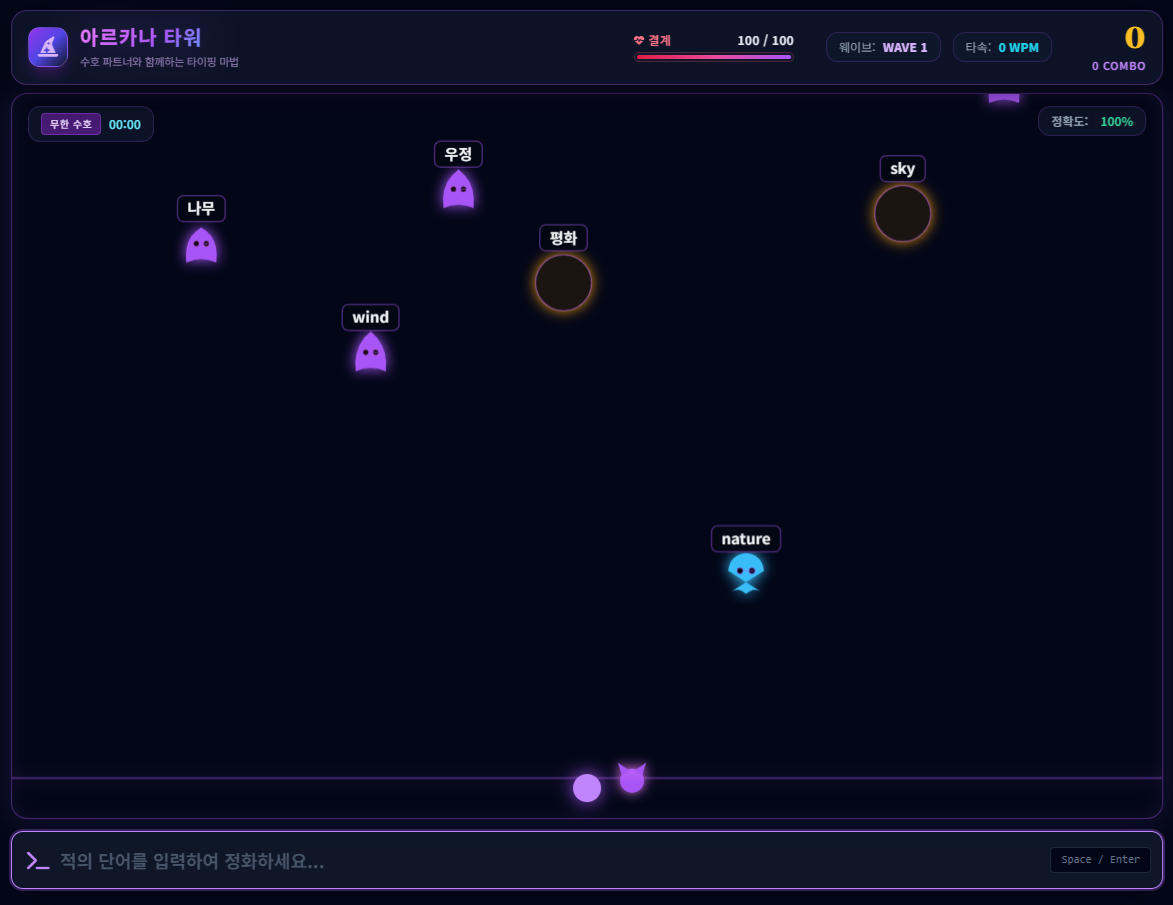 아르카나 타워
수호 파트너와 함께하는 타이핑 마법
결계 100 / 100
웨이브: WAVE 1
타속: 0 WPM
0
0 COMBO
무한 수호 00:00
정확도: 100%
우정
sky
나무
평화
wind
nature
적의 단어를 입력하여 정화하세요...
Space / Enter